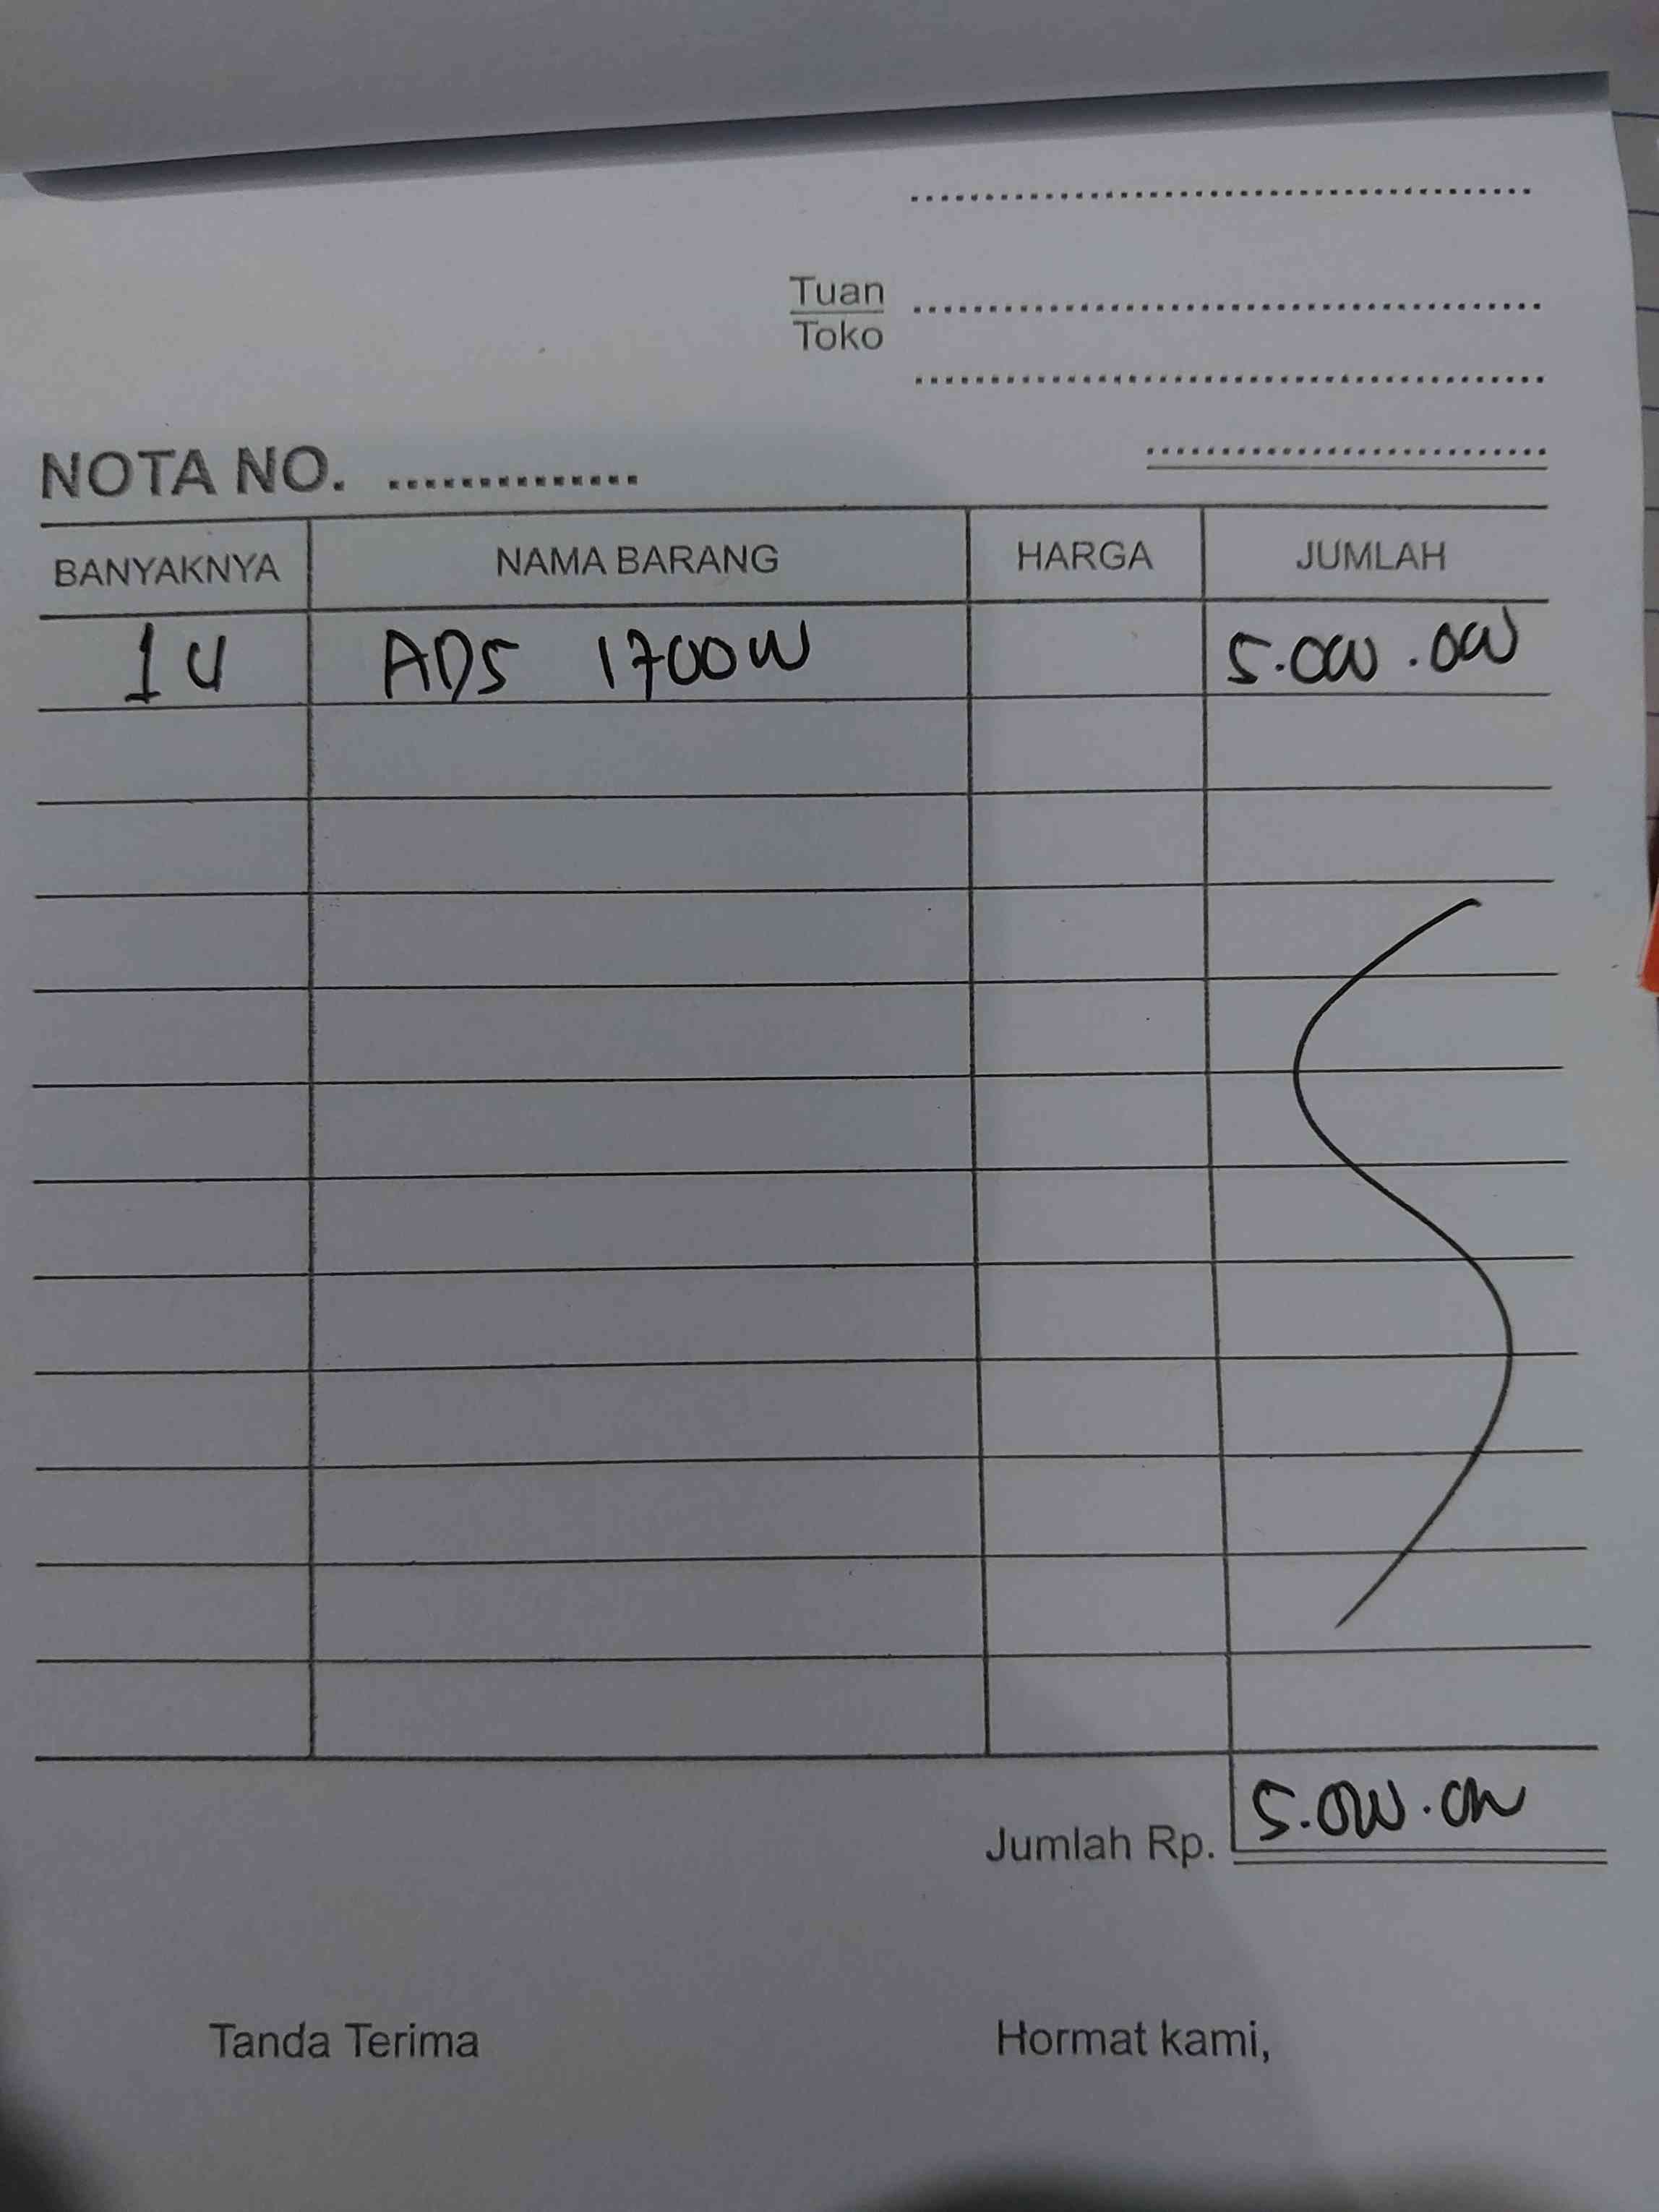 Tuan
Toko
NOTA NO. ...............
BANYAKNYA NAMA BARANG HARGA JUMLAH
1 U ADS 1700W 5.000.000
Jumlah Rp. 5.000.000
Tanda Terima Hormat kami,